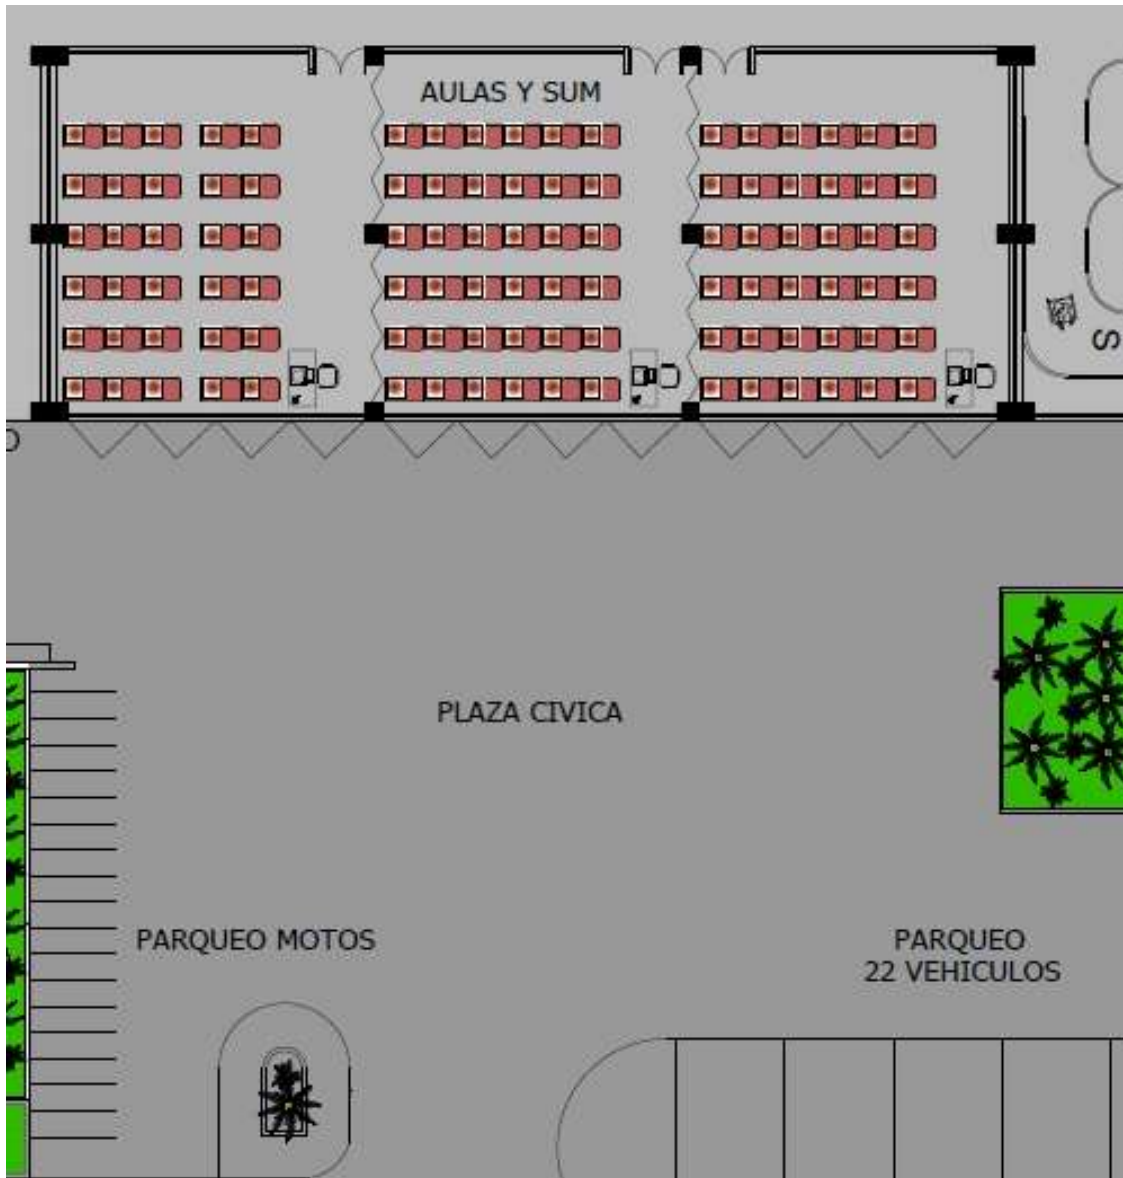 AULAS Y SUM
S
O
PLAZA CIVICA
PARQUEO MOTOS
PARQUEO
22 VEHICULOS